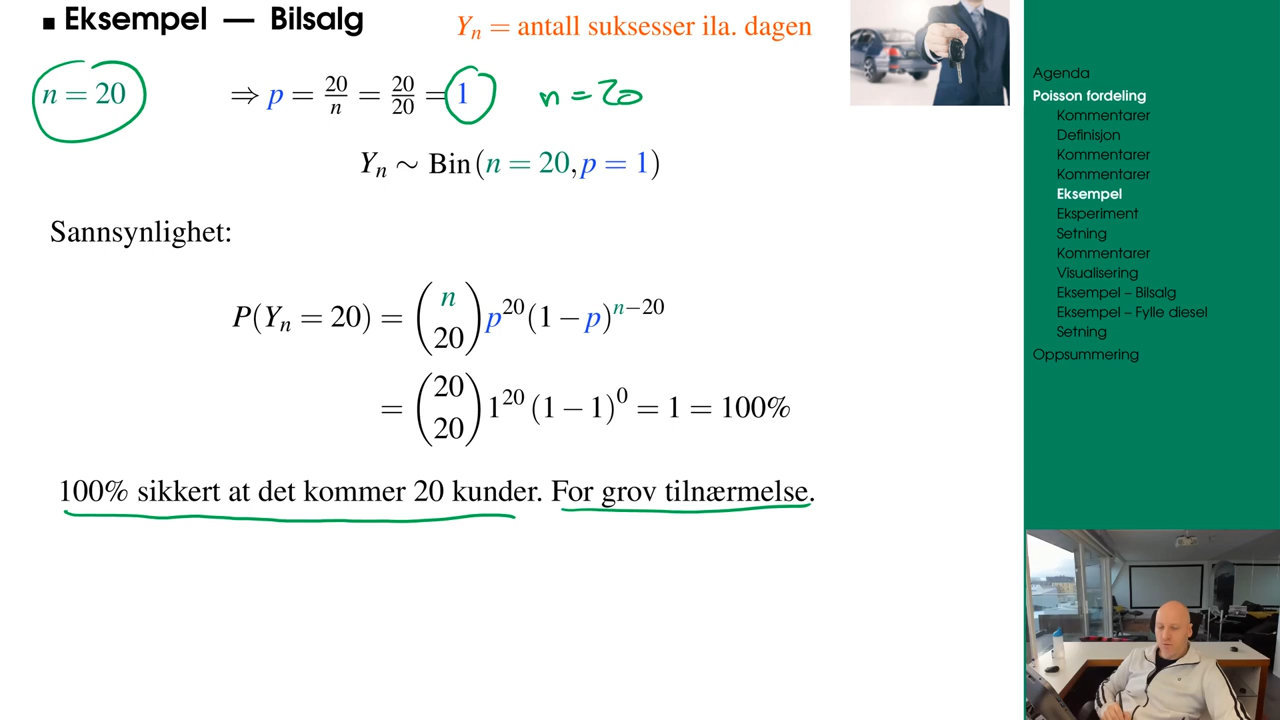 ▪ Eksempel — Bilsalg
Yₙ = antall suksesser ila. dagen
n = 20
⇒ p = 20/n = 20/20 = 1
n = 20
Yₙ ∼ Bin(n = 20, p = 1)
Sannsynlighet:
P(Yₙ = 20) = (n 20) p²⁰(1 − p)ⁿ⁻²⁰
= (20 20) 1²⁰ (1 − 1)⁰ = 1 = 100%
100% sikkert at det kommer 20 kunder. For grov tilnærmelse.
Agenda
Poisson fordeling
Kommentarer
Definisjon
Kommentarer
Kommentarer
Eksempel
Eksperiment
Setning
Kommentarer
Visualisering
Eksempel – Bilsalg
Eksempel – Fylle diesel
Setning
Oppsummering